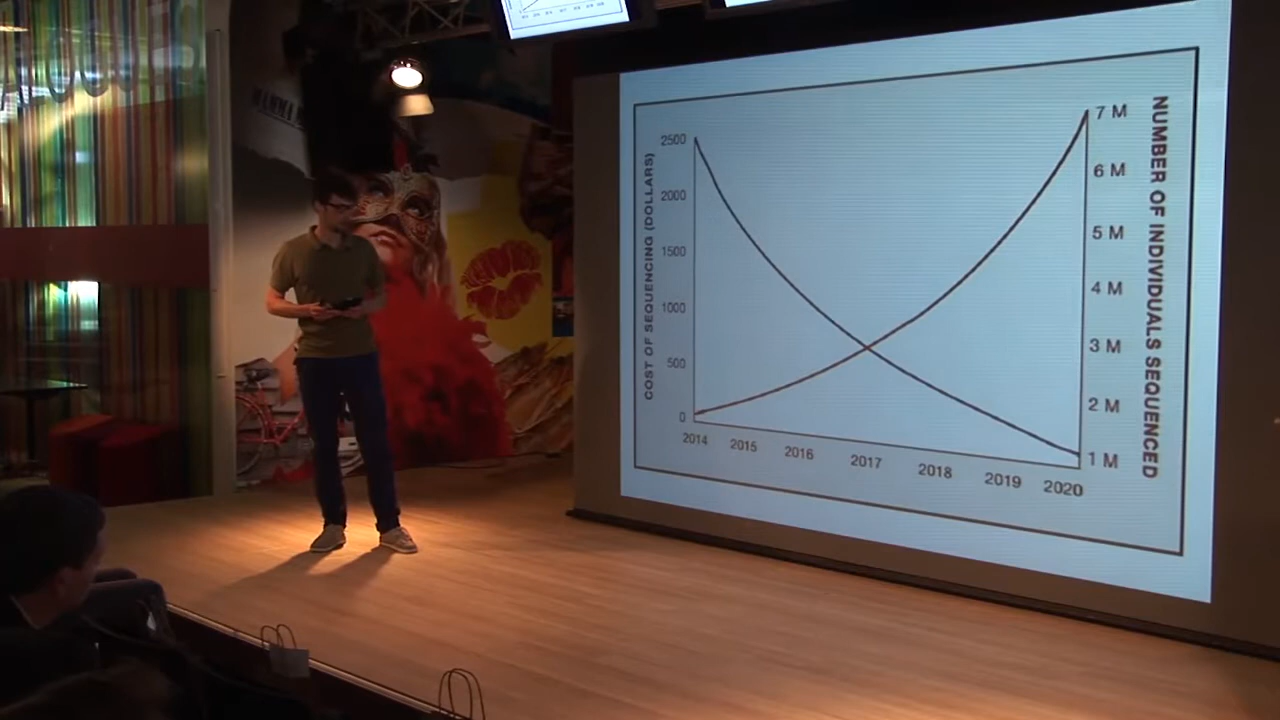 COST OF SEQUENCING (DOLLARS)
2500
2000
1500
1000
500
0
2014 2015 2016 2017 2018 2019 2020
7 M
6 M
5 M
4 M
3 M
2 M
1 M
NUMBER OF INDIVIDUALS SEQUENCED